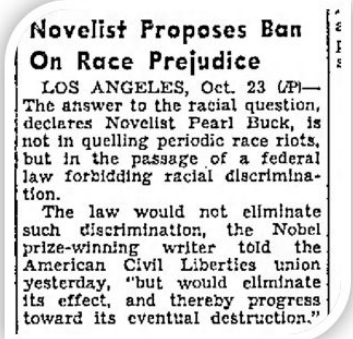 Novelist Proposes Ban
On Race Prejudice
LOS ANGELES, Oct. 23 (AP)—
The answer to the racial question,
declares Novelist Pearl Buck, is
not in quelling periodic race riots,
but in the passage of a federal
law forbidding racial discrimina-
tion.
The law would not eliminate
such discrimination, the Nobel
prize-winning writer told the
American Civil Liberties union
yesterday, "but would eliminate
its effect, and thereby progress
toward its eventual destruction."